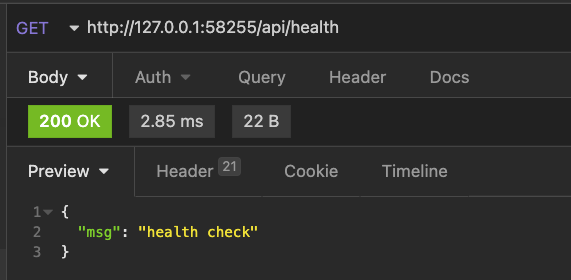 GET http://127.0.0.1:58255/api/health
Body Auth Query Header Docs
200 OK 2.85 ms 22 B
Preview Header 21 Cookie Timeline
1 {
2 "msg": "health check"
3 }